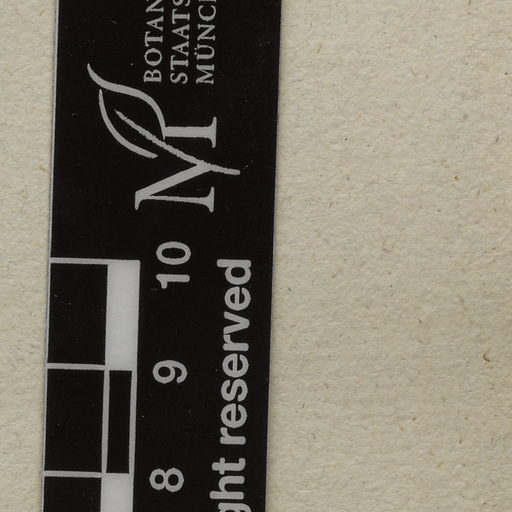 BOTAN
STAATS
MÜNCH
M
10
9
8
ght reserved